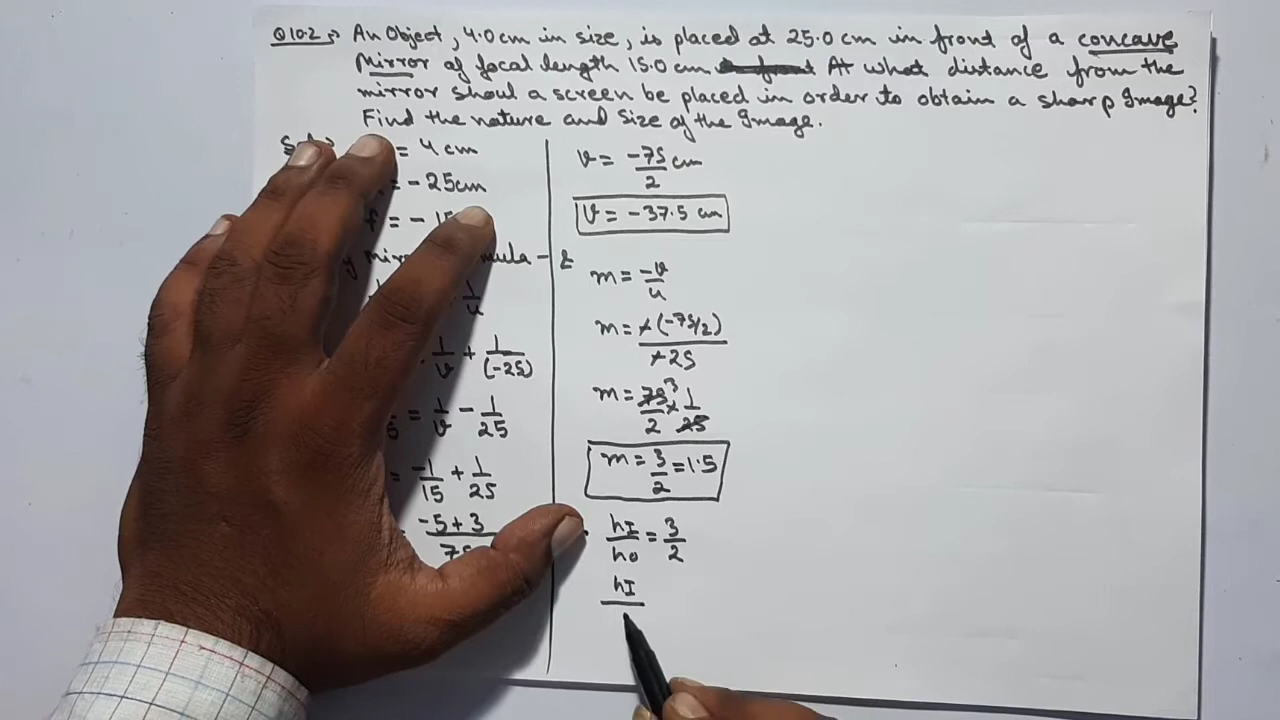 Q10.2 → An Object, 4.0 cm in size, is placed at 25.0 cm in front of a concave
Mirror of focal length 15.0 cm At what distance from the
mirror shoul a screen be placed in order to obtain a sharp Image?
Find the nature and size of the Image.
= 4 cm
= - 25cm
f = - 15
1/u
1/v + 1/(-25)
= 1/v - 1/25
= -1/15 + 1/25
-5+3
v = -75/2 cm
v = -37.5 cm
m = -v/u
m = -(-75/2)/-25
m = 75/2 × 1/25 3
m = 3/2 = 1.5
hI/ho = 3/2
hI